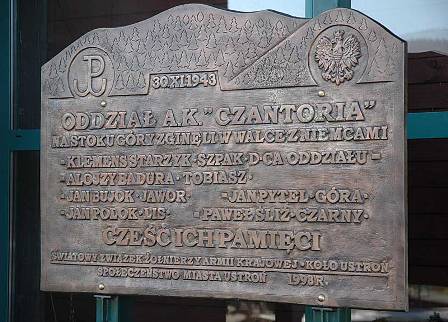 30 XI 1943
ODDZIAŁ A.K. "CZANTORIA"
NA STOKU GÓRY ZGINĘLI W WALCE Z NIEMCAMI
- KLEMENS STARZYK · SZPAK · D-CA ODDZIAŁU -
- ALOJZY BADURA · TOBIASZ ·
- JAN BUJOK · JAWOR · - JAN PYTEL · GÓRA ·
- JAN POLOK · LIS · - PAWEŁ ŚLIŻ · CZARNY ·
CZEŚĆ ICH PAMIĘCI
ŚWIATOWY ZWIĄZEK ŻOŁNIERZY ARMII KRAJOWEJ · KOŁO USTROŃ
SPOŁECZEŃSTWO MIASTA USTROŃ 1993 R.